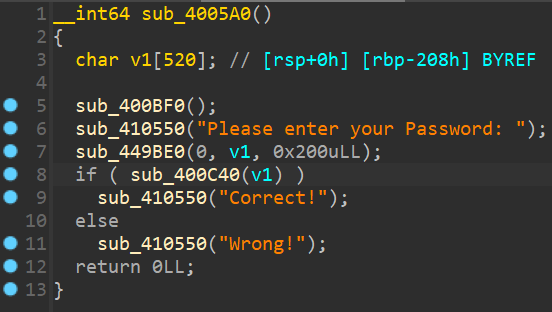 1 __int64 sub_4005A0()
2 {
3 char v1[520]; // [rsp+0h] [rbp-208h] BYREF
4
5 sub_400BF0();
6 sub_410550("Please enter your Password: ");
7 sub_449BE0(0, v1, 0x200uLL);
8 if ( sub_400C40(v1) )
9 sub_410550("Correct!");
10 else
11 sub_410550("Wrong!");
12 return 0LL;
13 }